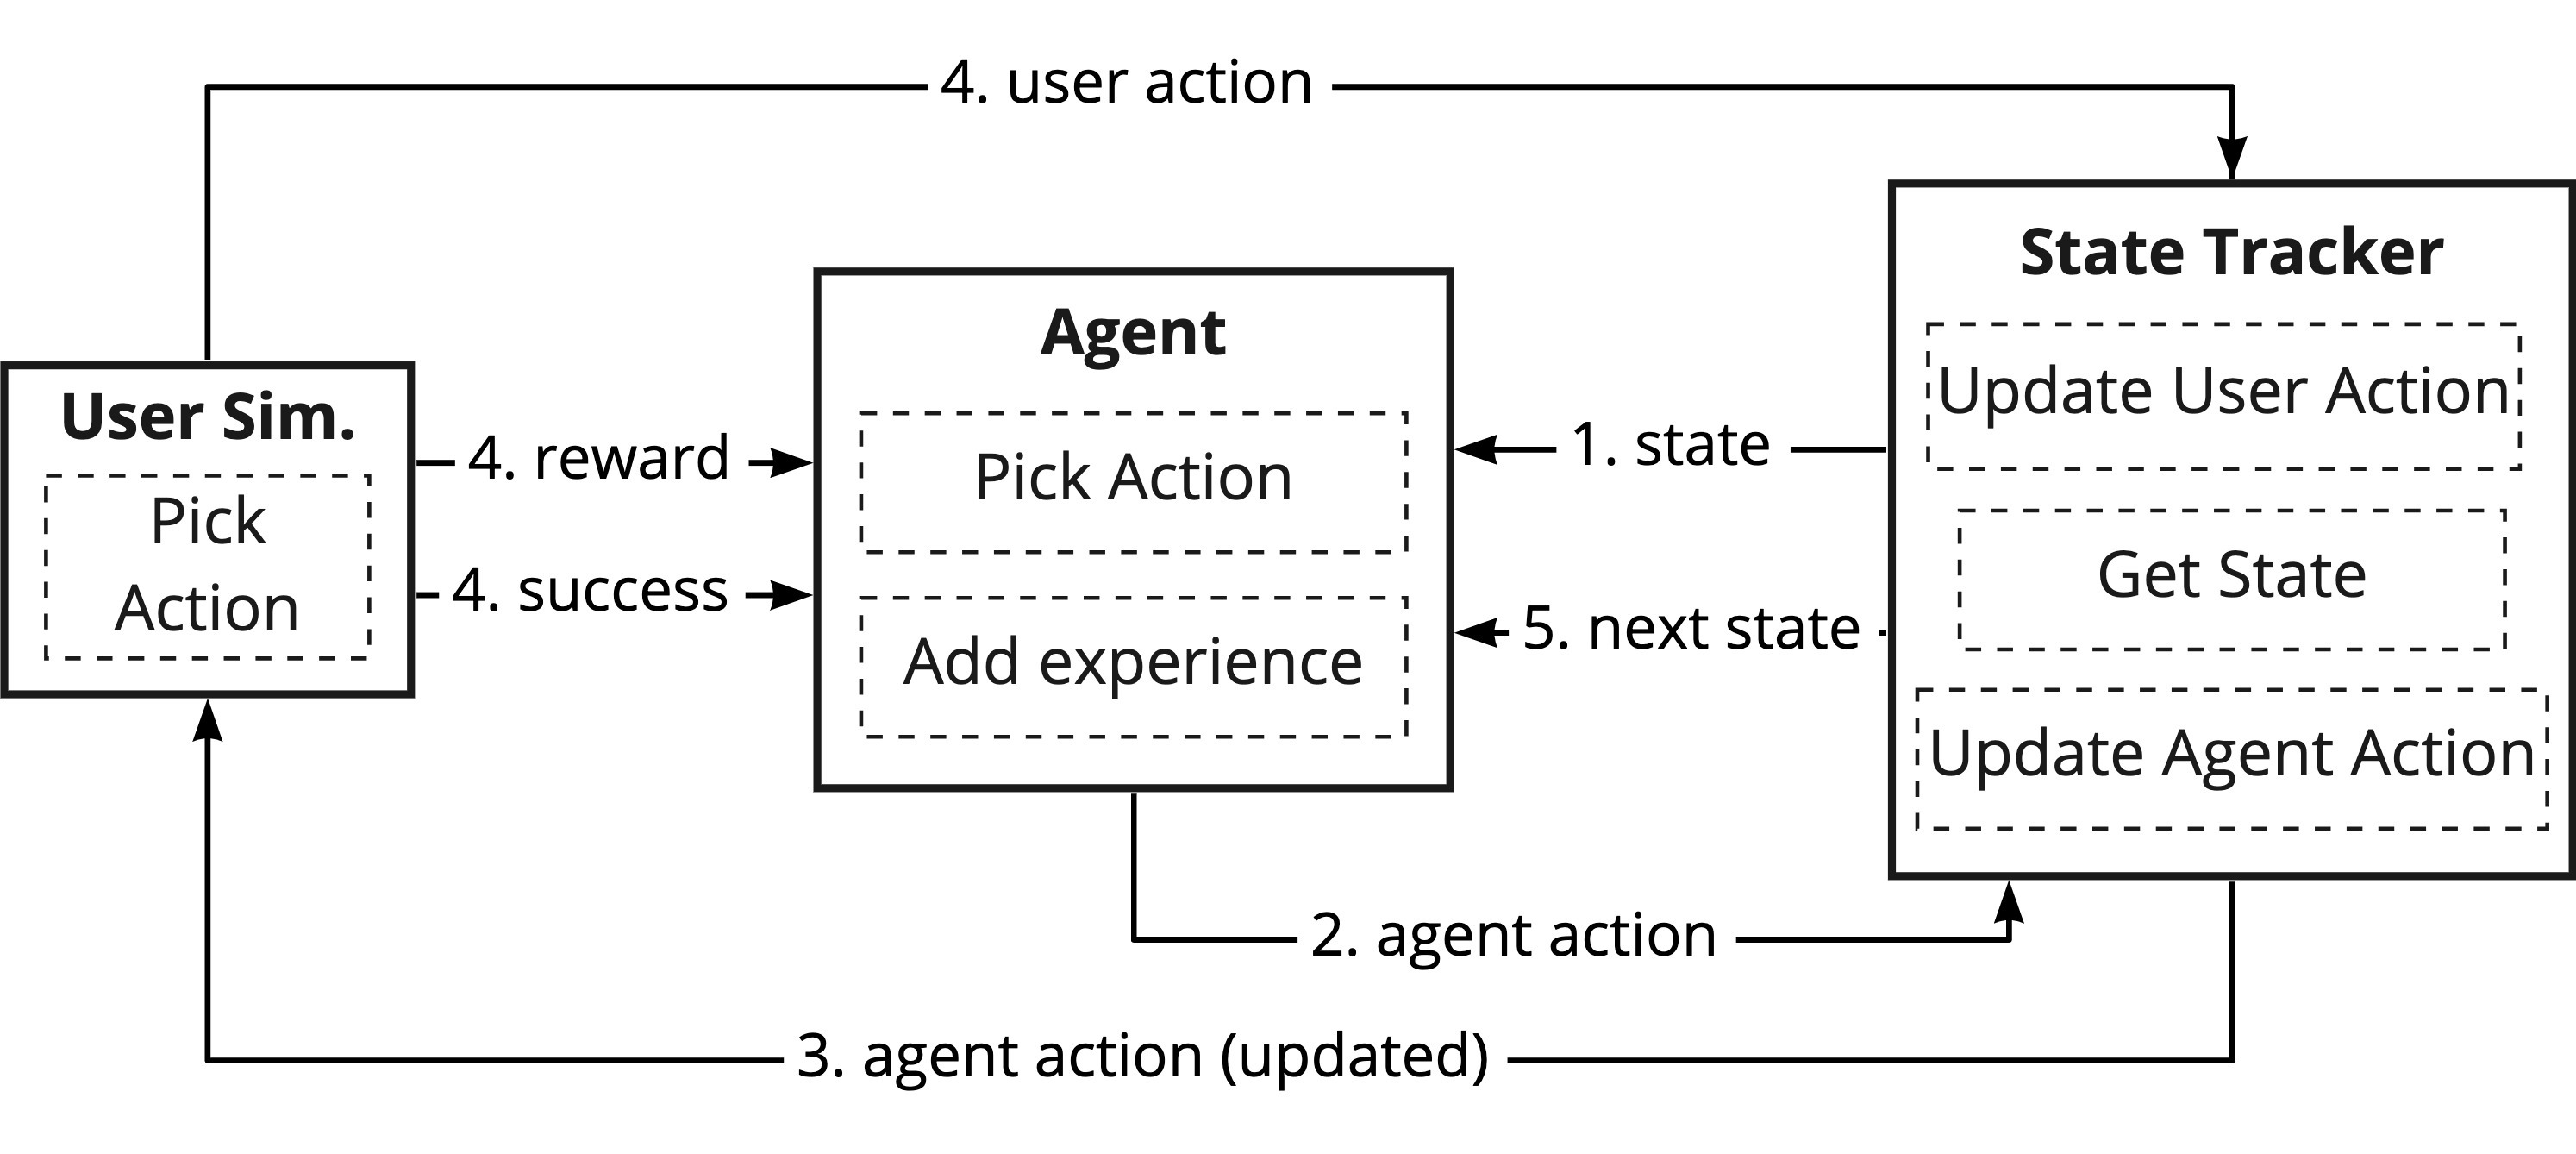 4. user action
User Sim.
Pick
Action
4. reward
4. success
Agent
Pick Action
Add experience
1. state
5. next state
State Tracker
Update User Action
Get State
Update Agent Action
2. agent action
3. agent action (updated)